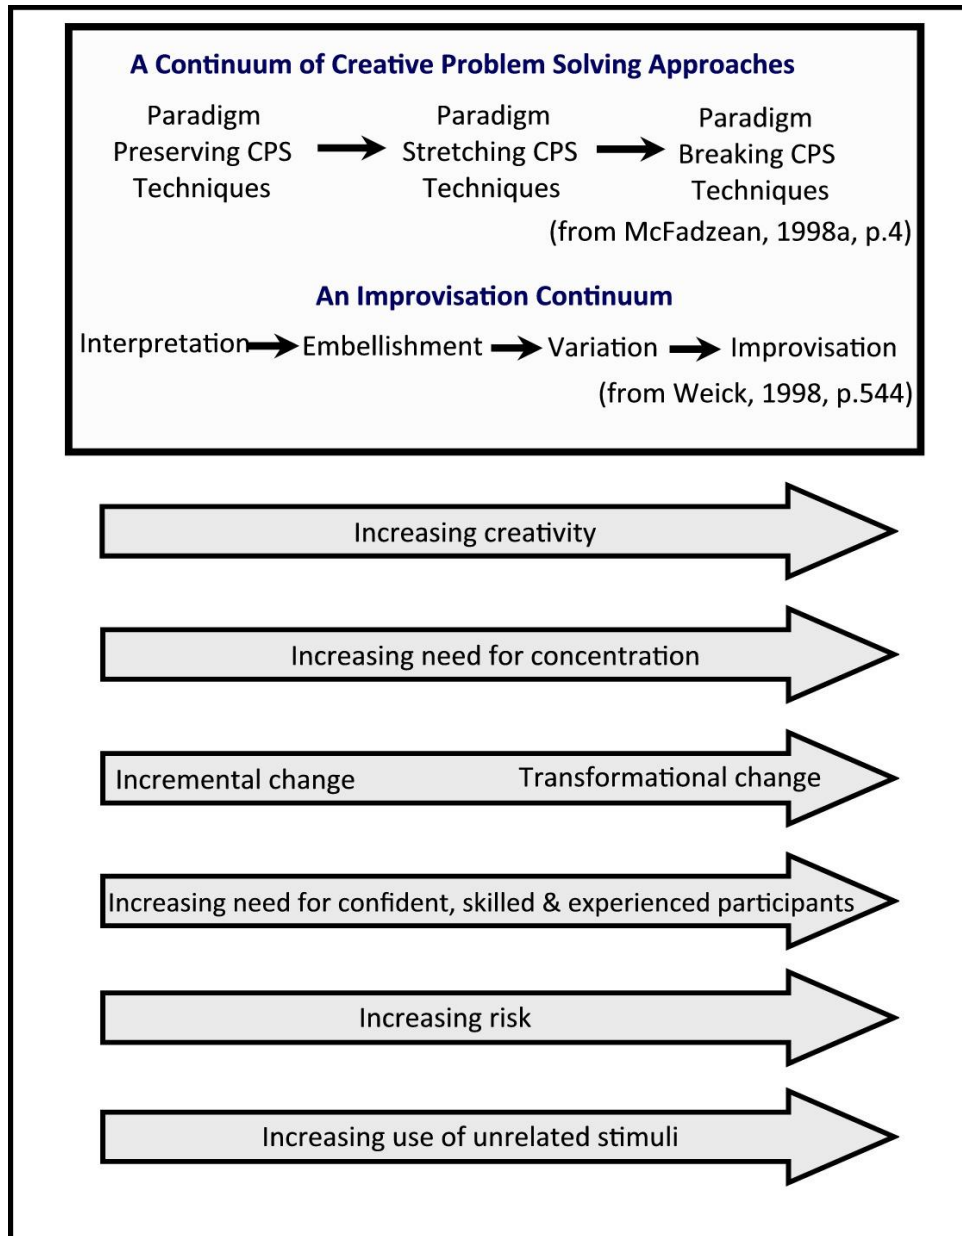 A Continuum of Creative Problem Solving Approaches
Paradigm
Preserving CPS
Techniques
Paradigm
Stretching CPS
Techniques
Paradigm
Breaking CPS
Techniques
(from McFadzean, 1998a, p.4)
An Improvisation Continuum
Interpretation
Embellishment
Variation
Improvisation
(from Weick, 1998, p.544)
Increasing creativity
Increasing need for concentration
Incremental change
Transformational change
Increasing need for confident, skilled & experienced participants
Increasing risk
Increasing use of unrelated stimuli